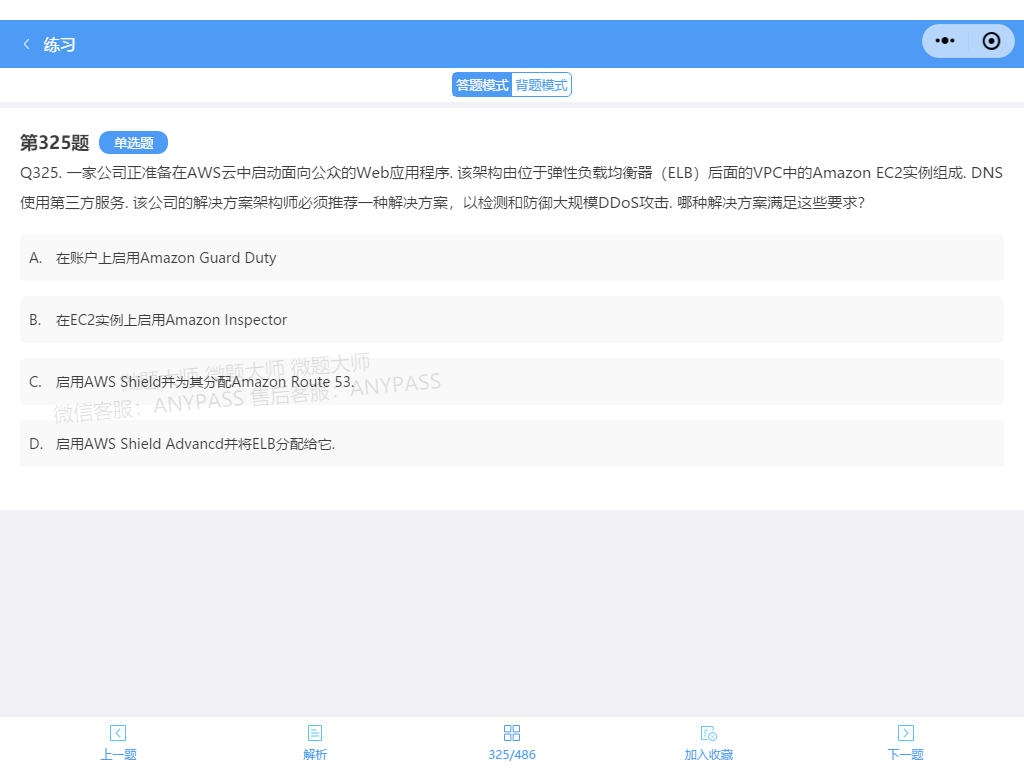 练习
答题模式 背题模式
第325题 单选题
Q325. 一家公司正准备在AWS云中启动面向公众的Web应用程序. 该架构由位于弹性负载均衡器（ELB）后面的VPC中的Amazon EC2实例组成. DNS
使用第三方服务. 该公司的解决方案架构师必须推荐一种解决方案，以检测和防御大规模DDoS攻击. 哪种解决方案满足这些要求?
A. 在账户上启用Amazon Guard Duty
B. 在EC2实例上启用Amazon Inspector
微题大师 微题大师 微题大师
C. 启用AWS Shield并为其分配Amazon Route 53.
微信客服：ANYPASS 售后客服：ANYPASS
D. 启用AWS Shield Advancd并将ELB分配给它.
上一题 解析 325/486 加入收藏 下一题